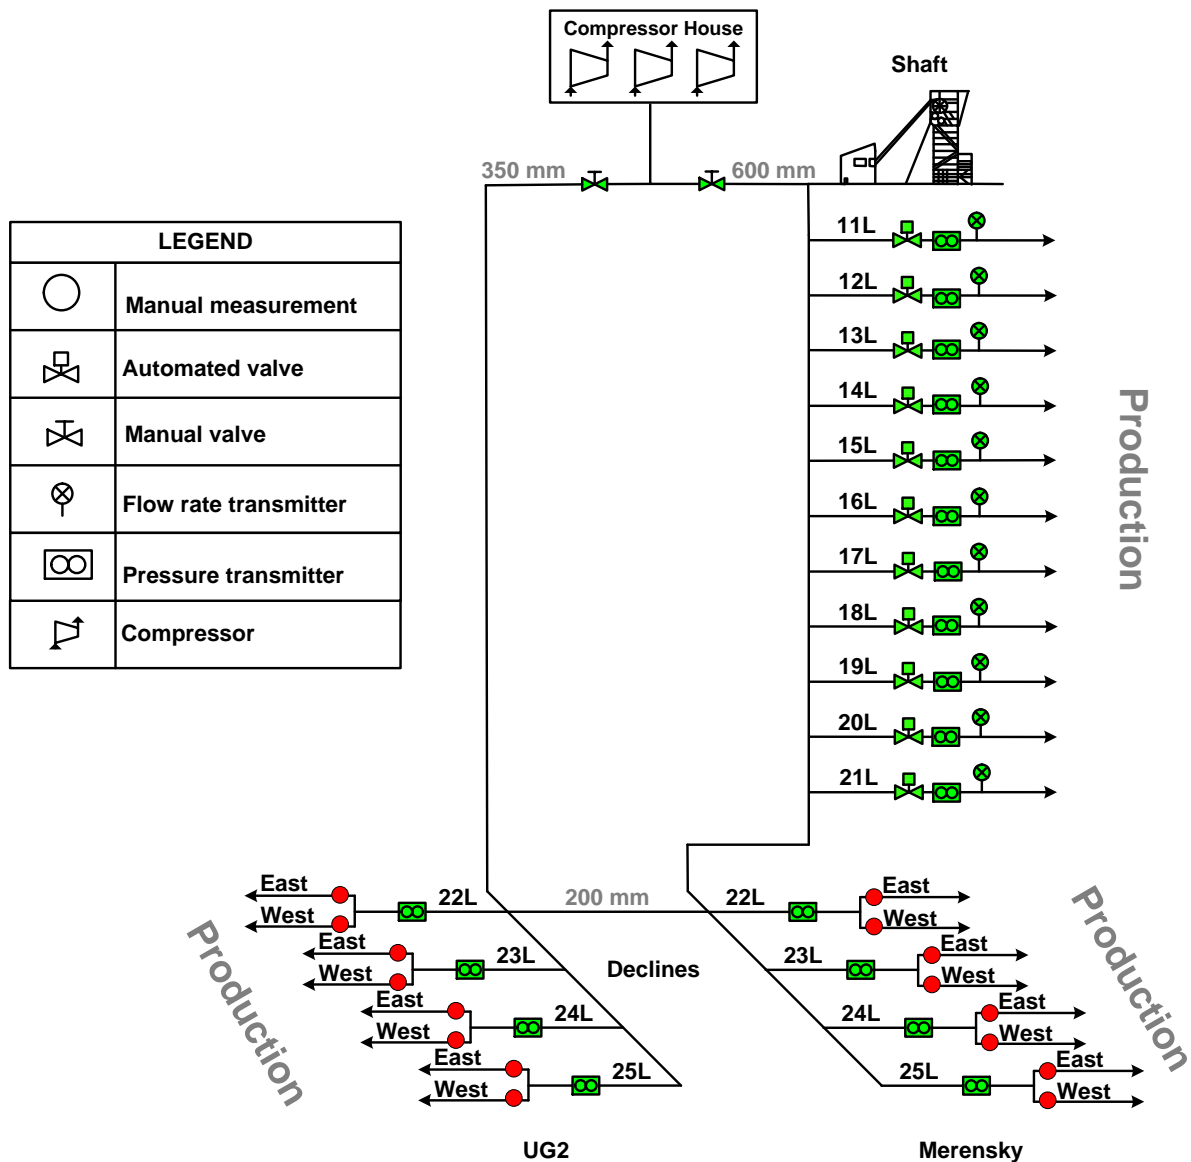 Compressor House
Shaft
350 mm
600 mm
LEGEND
Manual measurement
Automated valve
Manual valve
Flow rate transmitter
Pressure transmitter
Compressor
11L
12L
13L
14L
15L
16L
17L
18L
19L
20L
21L
Production
East
West
22L
200 mm
22L
East
West
East
West
23L
Declines
23L
East
West
East
West
24L
24L
East
West
East
West
25L
25L
East
West
Production
Production
UG2
Merensky